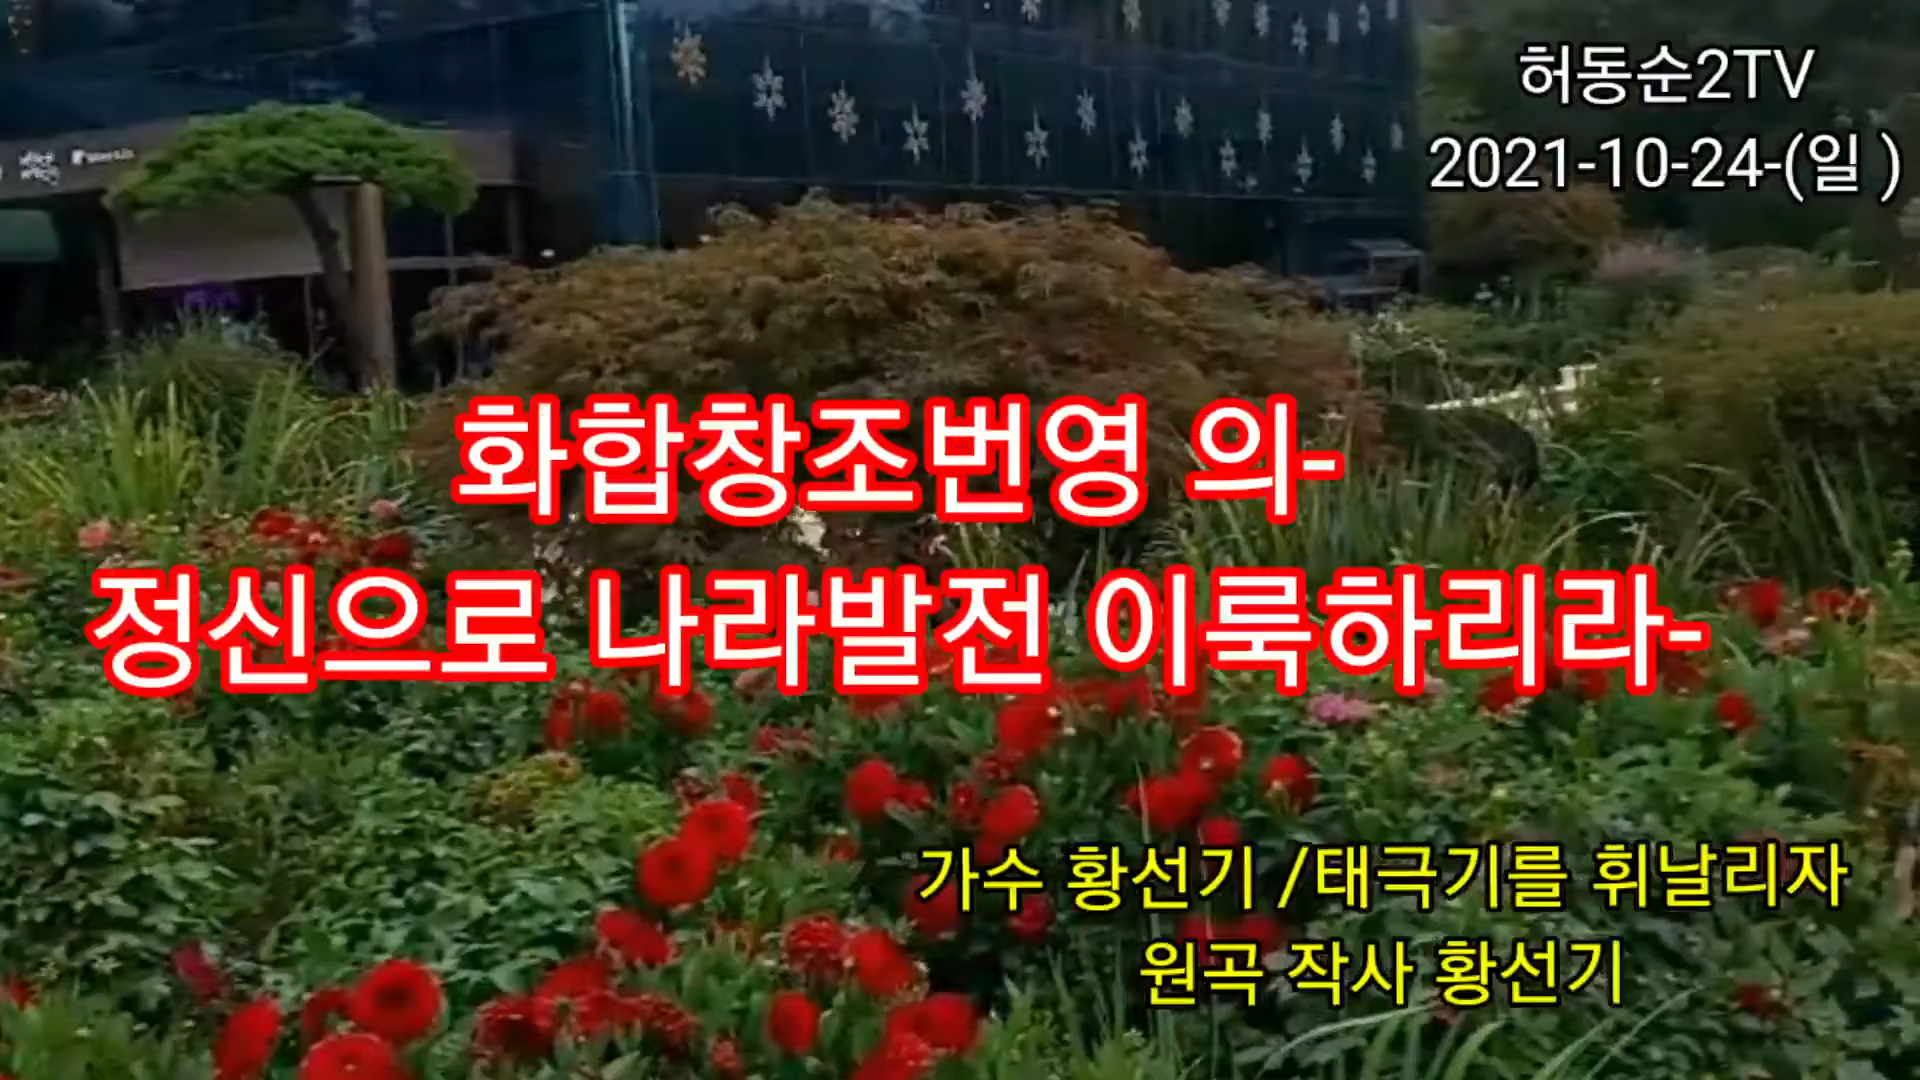 허동순2TV
2021-10-24-(일 )
화합창조번영 의-
정신으로 나라발전 이룩하리라-
가수 황선기 /태극기를 휘날리자
원곡 작사 황선기